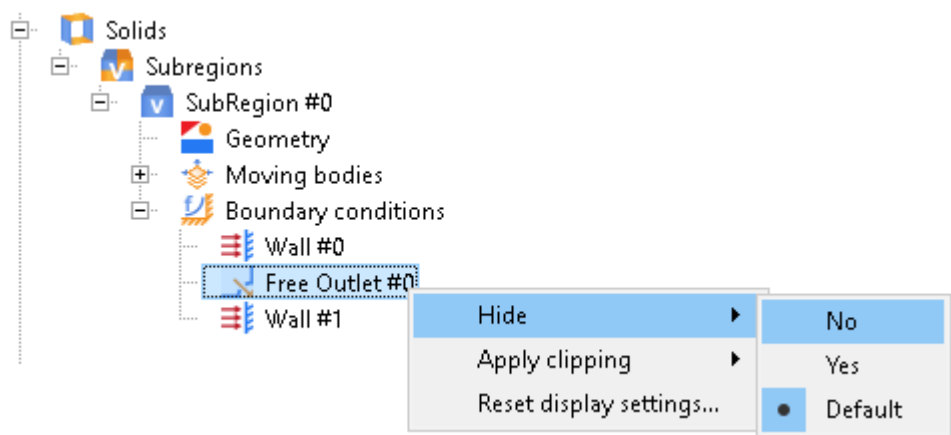 Solids
Subregions
SubRegion #0
Geometry
Moving bodies
Boundary conditions
Wall #0
Free Outlet #0
Wall #1
Hide
Apply clipping
Reset display settings...
No
Yes
Default